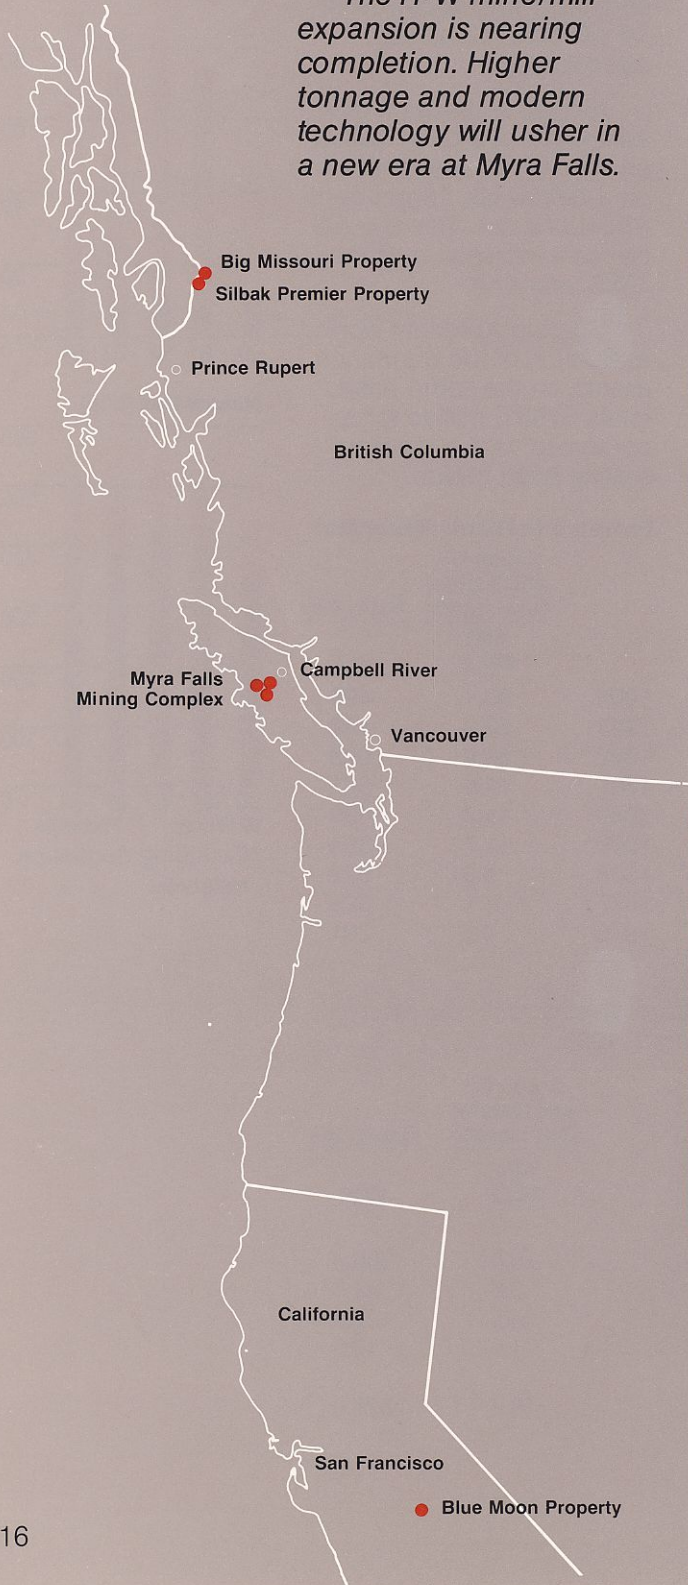 expansion is nearing
completion. Higher
tonnage and modern
technology will usher in
a new era at Myra Falls.
Big Missouri Property
Silbak Premier Property
Prince Rupert
British Columbia
Campbell River
Myra Falls
Mining Complex
Vancouver
California
San Francisco
Blue Moon Property
16